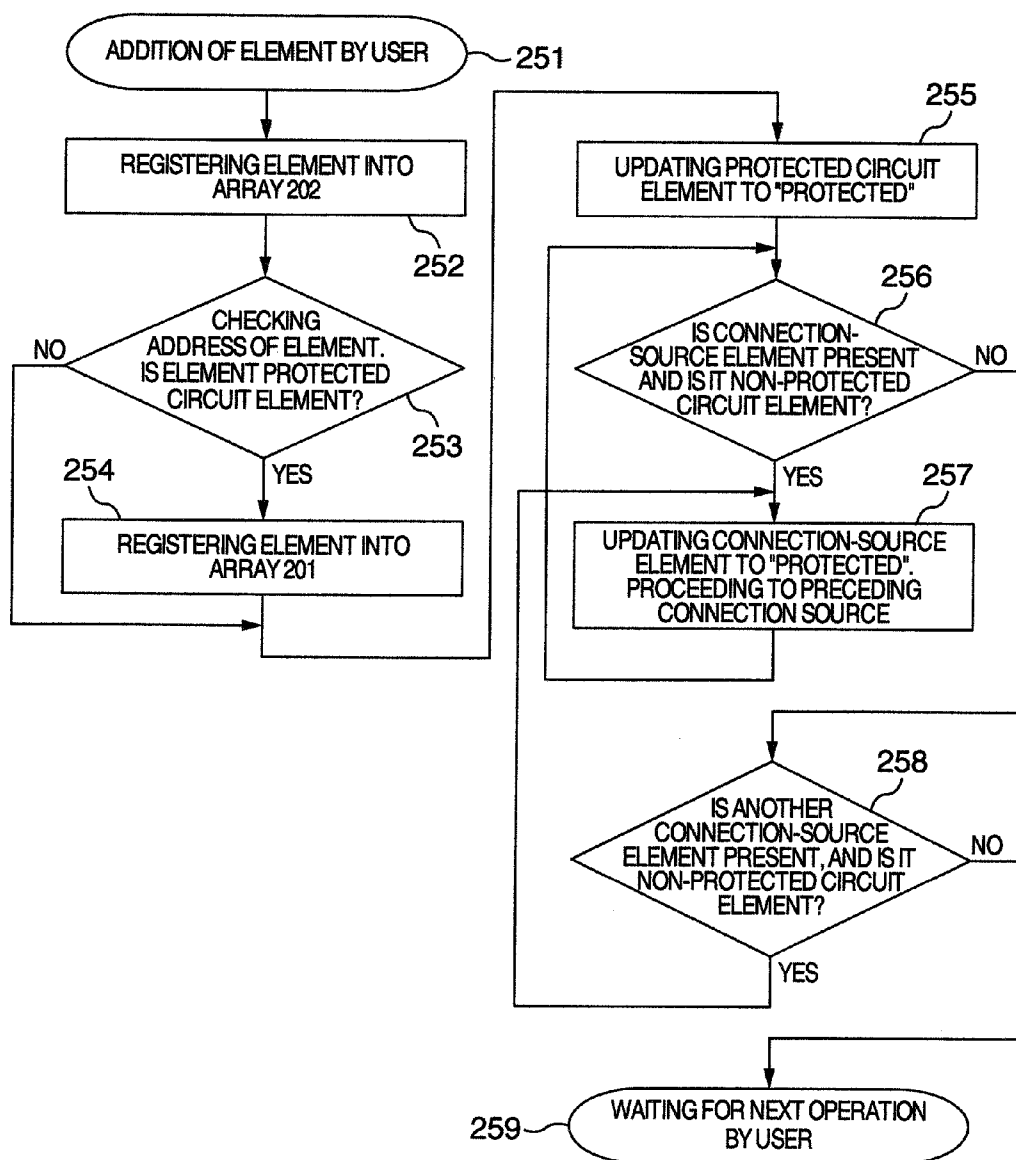 ADDITION OF ELEMENT BY USER
251
REGISTERING ELEMENT INTO
ARRAY 202
252
CHECKING
ADDRESS OF ELEMENT.
IS ELEMENT PROTECTED
CIRCUIT ELEMENT?
NO
253
YES
254
REGISTERING ELEMENT INTO
ARRAY 201
255
UPDATING PROTECTED CIRCUIT
ELEMENT TO "PROTECTED"
256
IS CONNECTION-
SOURCE ELEMENT PRESENT
AND IS IT NON-PROTECTED
CIRCUIT ELEMENT?
NO
YES
257
UPDATING CONNECTION-SOURCE
ELEMENT TO "PROTECTED".
PROCEEDING TO PRECEDING
CONNECTION SOURCE
258
IS ANOTHER
CONNECTION-SOURCE
ELEMENT PRESENT, AND IS IT
NON-PROTECTED CIRCUIT
ELEMENT?
NO
YES
WAITING FOR NEXT OPERATION
BY USER
259